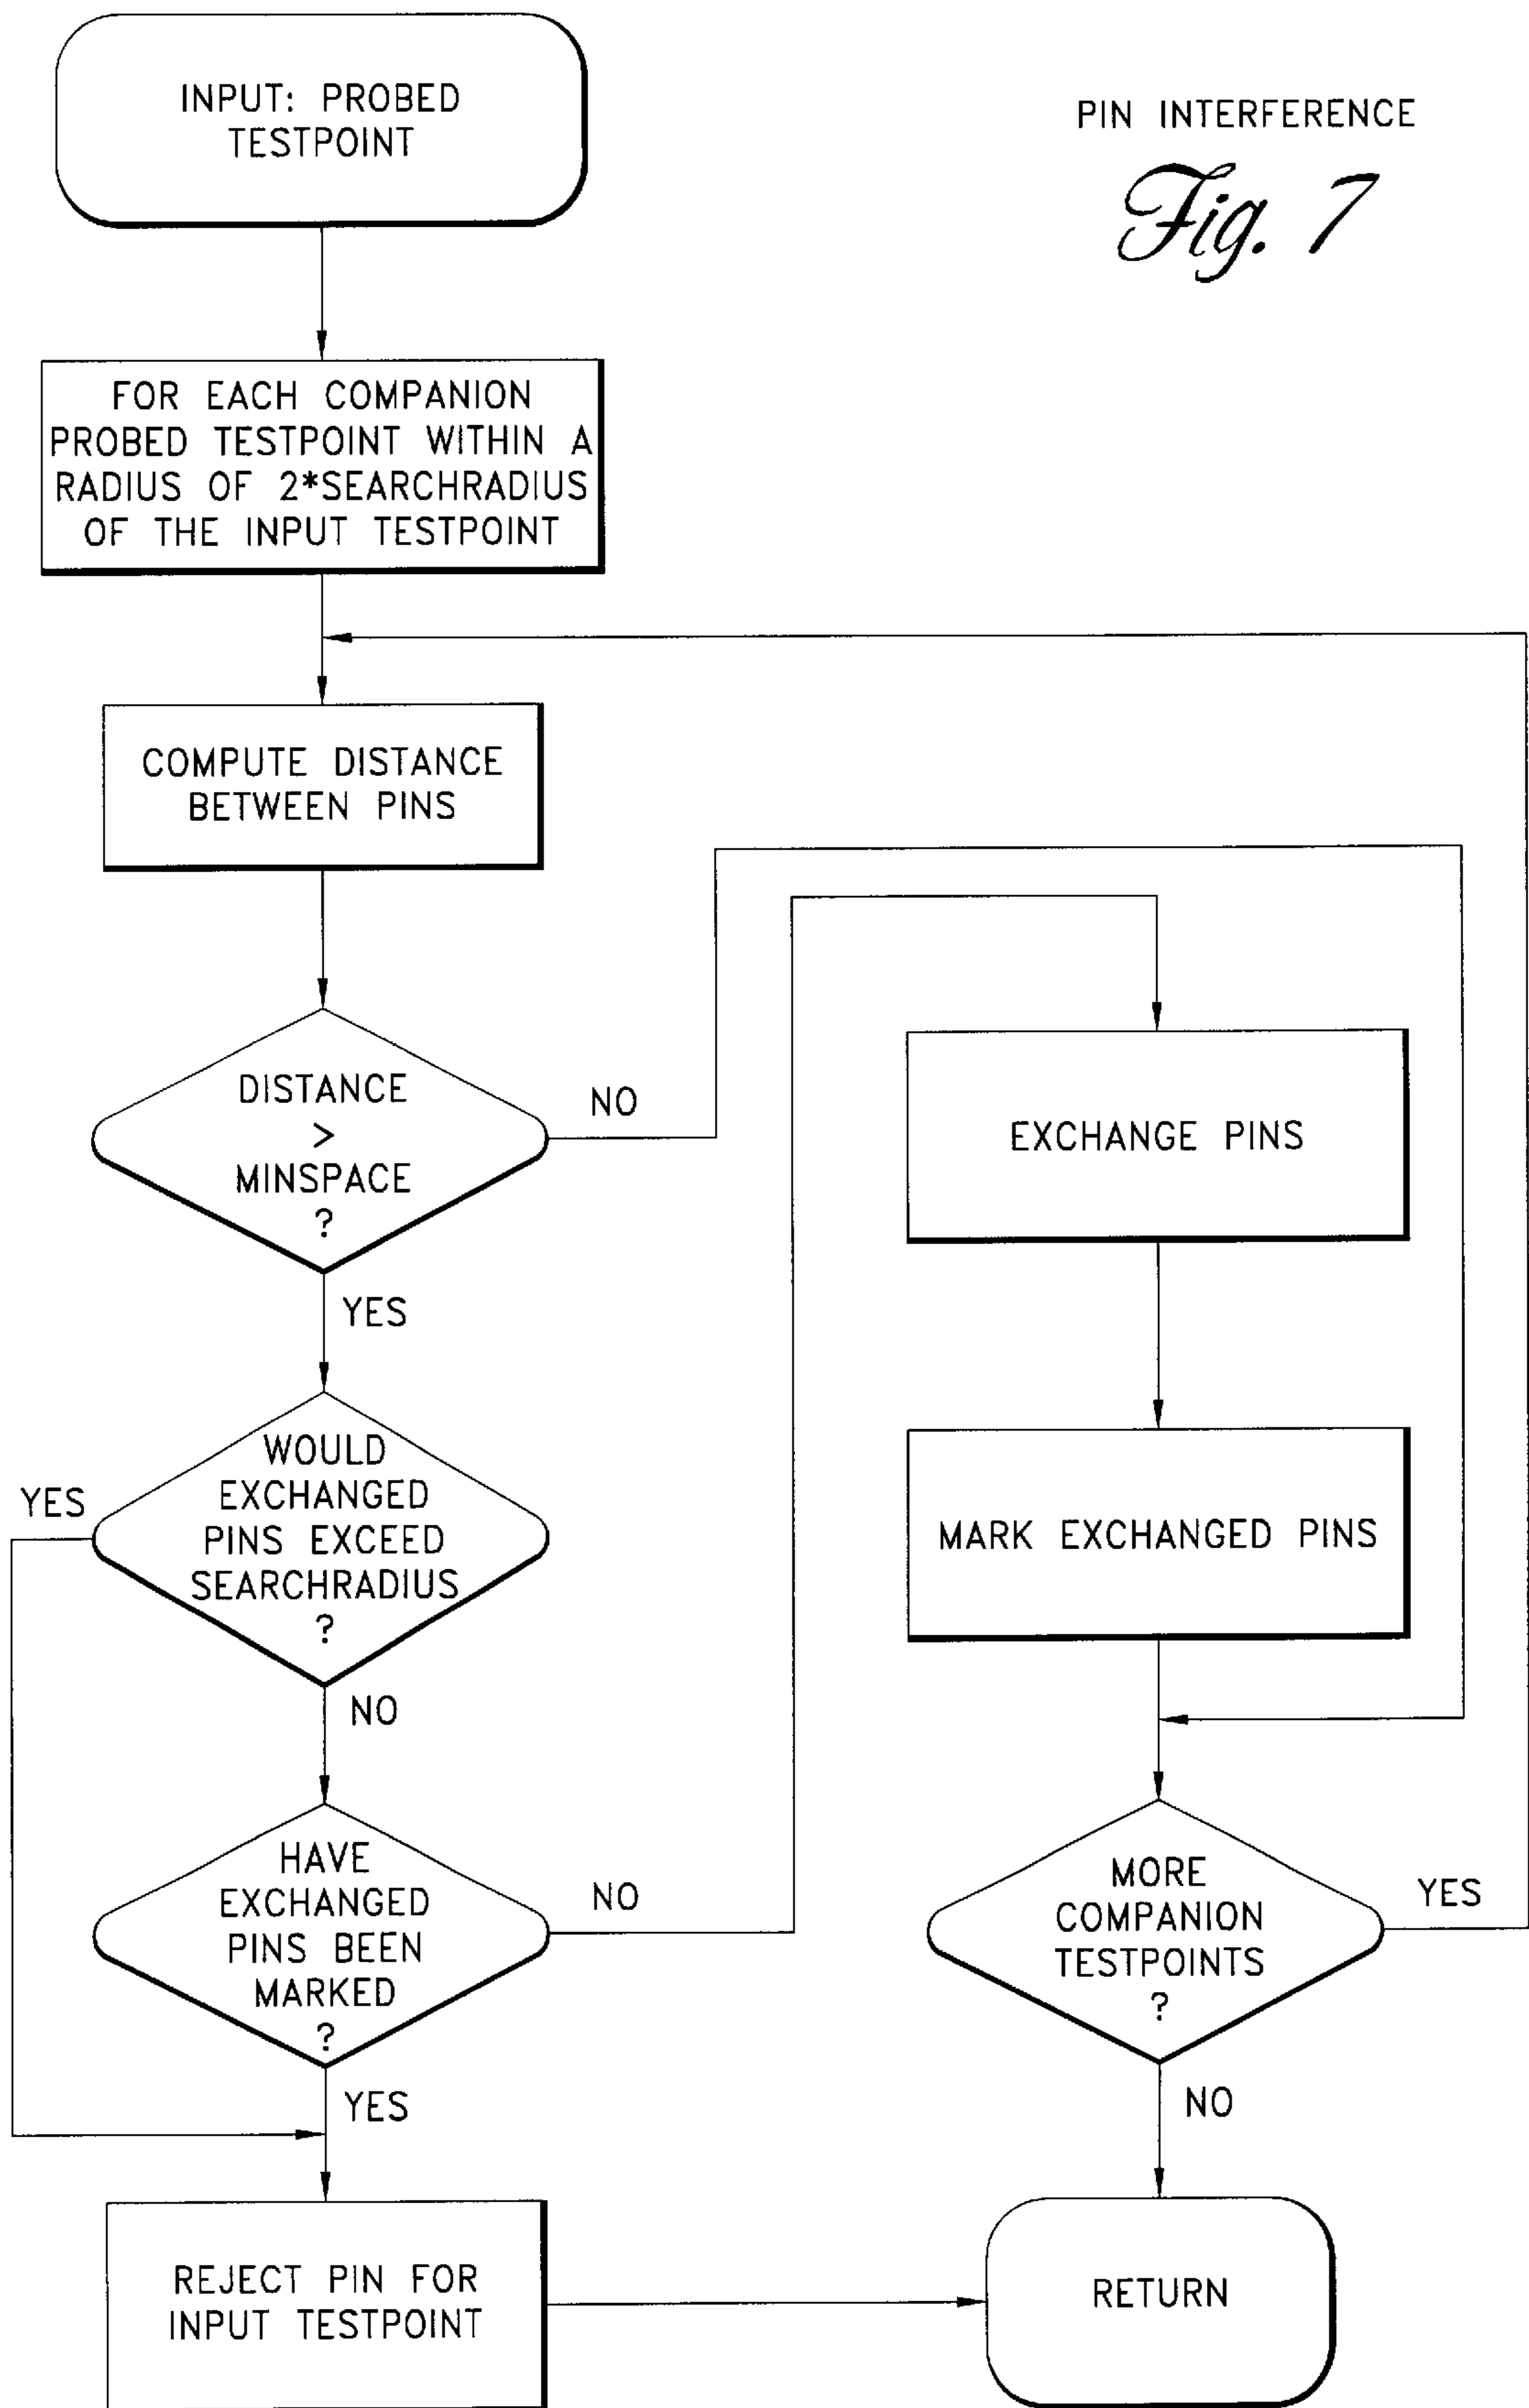 INPUT: PROBED
TESTPOINT
PIN INTERFERENCE
Fig. 7
FOR EACH COMPANION
PROBED TESTPOINT WITHIN A
RADIUS OF 2*SEARCHRADIUS
OF THE INPUT TESTPOINT
COMPUTE DISTANCE
BETWEEN PINS
DISTANCE
>
MINSPACE
?
NO
YES
WOULD
EXCHANGED
PINS EXCEED
SEARCHRADIUS
?
YES
NO
HAVE
EXCHANGED
PINS BEEN
MARKED
?
NO
YES
REJECT PIN FOR
INPUT TESTPOINT
EXCHANGE PINS
MARK EXCHANGED PINS
MORE
COMPANION
TESTPOINTS
?
YES
NO
RETURN